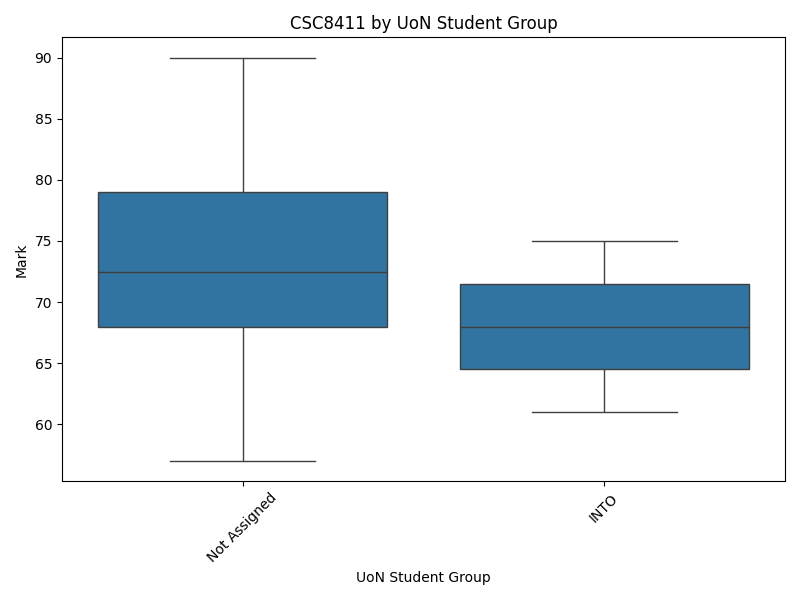 CSC8411 by UoN Student Group
90
85
80
75
70
65
60
Mark
Not Assigned
INTO
UoN Student Group